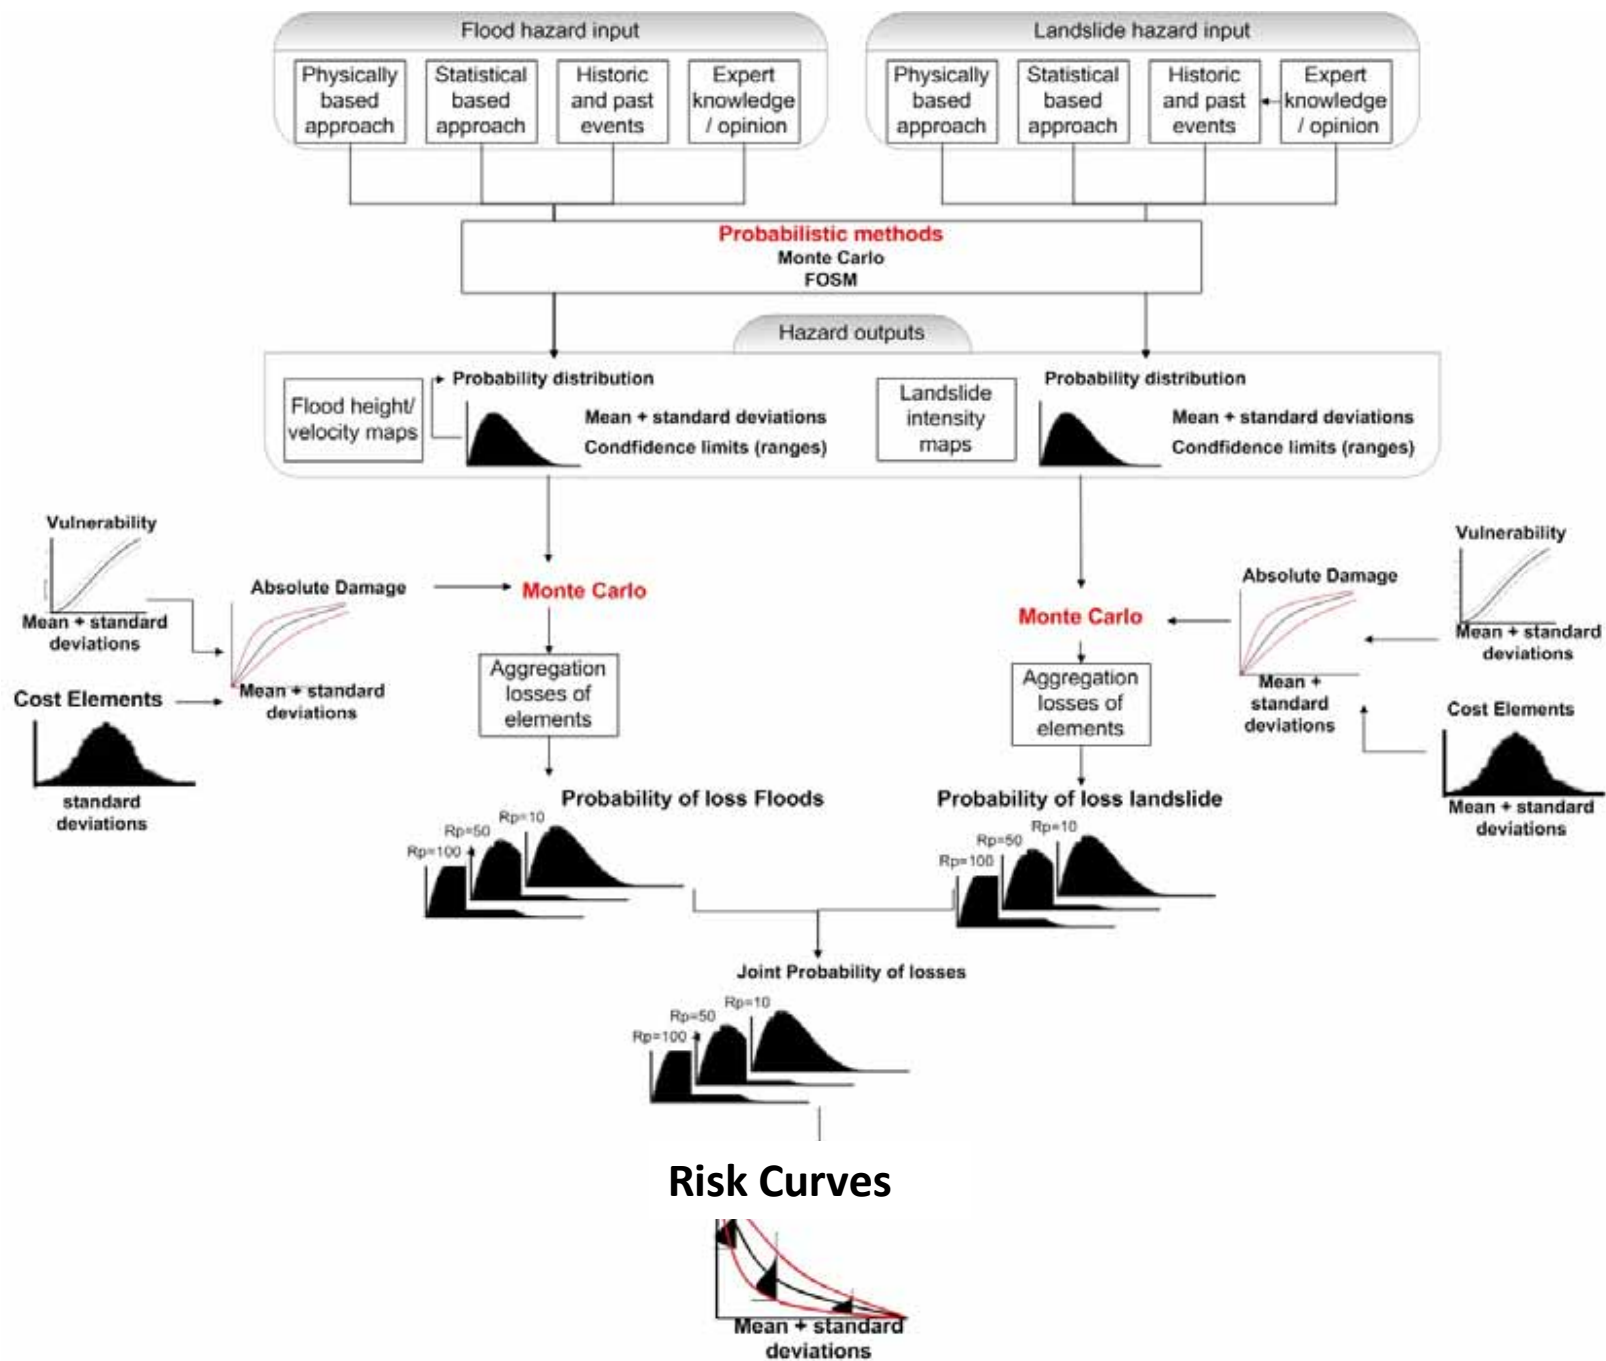 Flood hazard input
Physically
based
approach
Statistical
based
approach
Historic
and past
events
Expert
knowledge
/ opinion
Landslide hazard input
Physically
based
approach
Statistical
based
approach
Historic
and past
events
Expert
knowledge
/ opinion
Probabilistic methods
Monte Carlo
FOSM
Hazard outputs
Flood height/
velocity maps
Probability distribution
Mean + standard deviations
Condfidence limits (ranges)
Landslide
intensity
maps
Probability distribution
Mean + standard deviations
Condfidence limits (ranges)
Vulnerability
Mean + standard
deviations
Absolute Damage
Mean + standard
deviations
Cost Elements
standard
deviations
Monte Carlo
Aggregation
losses of
elements
Monte Carlo
Aggregation
losses of
elements
Absolute Damage
Mean +
standard
deviations
Vulnerability
Mean + standard
deviations
Cost Elements
Mean + standard
deviations
Probability of loss Floods
Rp=10
Rp=50
Rp=100
Probability of loss landslide
Rp=10
Rp=50
Rp=100
Joint Probability of losses
Rp=10
Rp=50
Rp=100
Risk Curves
Mean + standard
deviations